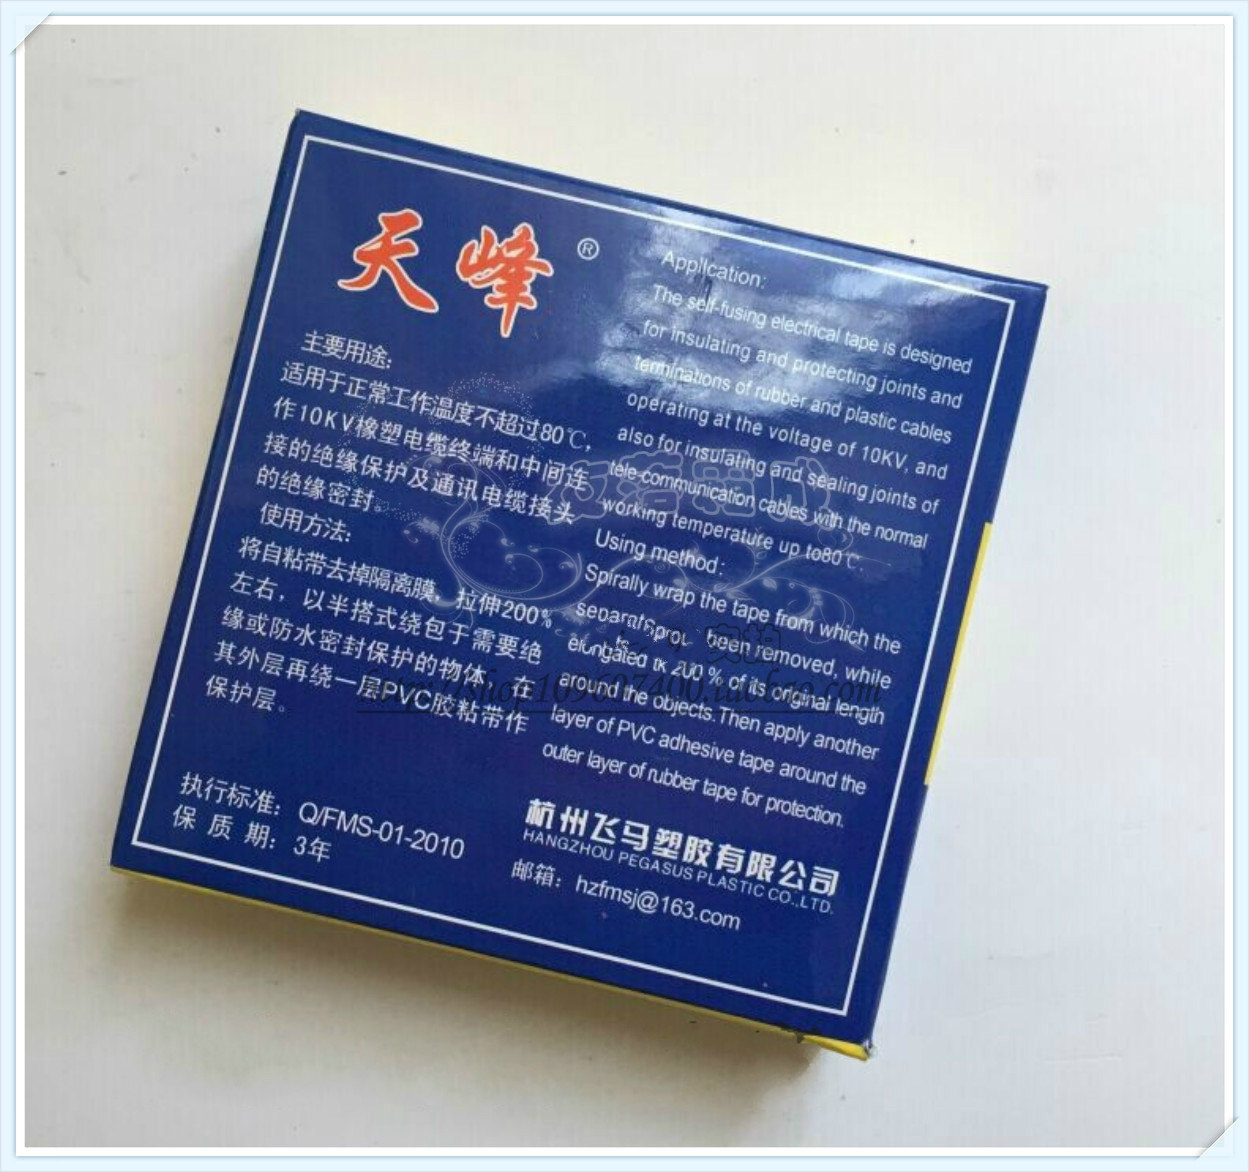 天峰®
主要用途：
适用于正常工作温度不超过80℃，
作10KV橡塑电缆终端和中间连
接的绝缘保护及通讯电缆接头
的绝缘密封。
使用方法：
将自粘带去掉隔离膜，拉伸200%
左右，以半搭式绕包于需要绝
缘或防水密封保护的物体，在
其外层再绕一层PVC胶粘带作
保护层。
执行标准：Q/FMS-01-2010
保 质 期：3年
Application:
The self-fusing electrical tape is designed
for insulating and protecting joints and
terminations of rubber and plastic cables
operating at the voltage of 10KV, and
also for insulating and sealing joints of
tele-communication cables with the normal
working temperature up to80℃.
Using method:
Spirally wrap the tape from which the
been removed, while
elongated 200% of its original length
around the objects.Then apply another
layer of PVC adhesive tape around the
outer layer of rubber tape for protection.
杭州飞马塑胶有限公司
HANGZHOU PEGASUS PLASTIC CO.,LTD.
邮箱：hzfmsj@163.com
实拍
http://shop109607400.taobao.com